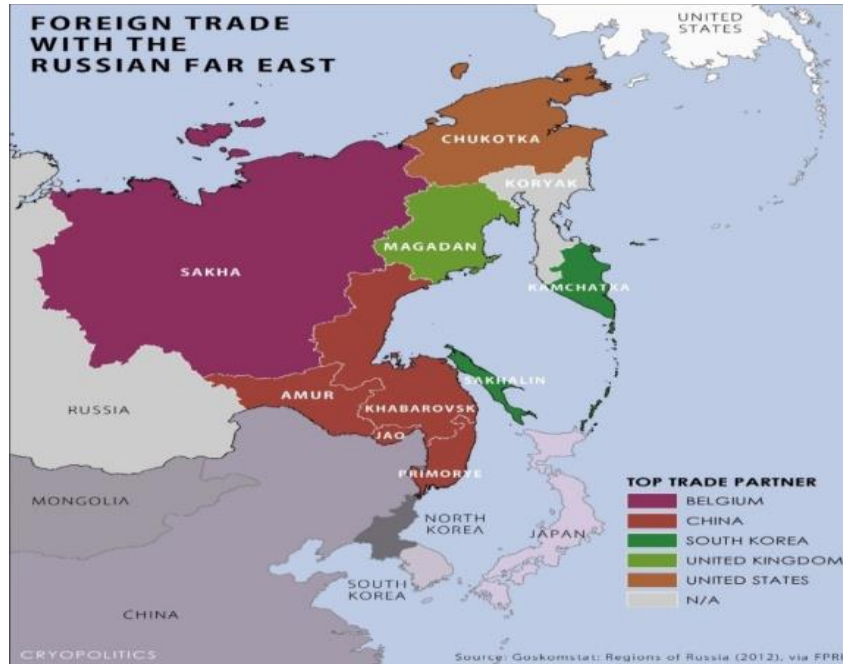 FOREIGN TRADE
WITH THE
RUSSIAN FAR EAST
UNITED
STATES
CHUKOTKA
KORYAK
MAGADAN
SAKHA
KAMCHATKA
SAKHALIN
AMUR
KHABAROVSK
RUSSIA
JAO
PRIMORYE
MONGOLIA
NORTH
KOREA
JAPAN
SOUTH
KOREA
CHINA
TOP TRADE PARTNER
BELGIUM
CHINA
SOUTH KOREA
UNITED KINGDOM
UNITED STATES
N/A
CRYOPOLITICS
Source: Goskomstat: Regions of Russia (2012), via FPRI